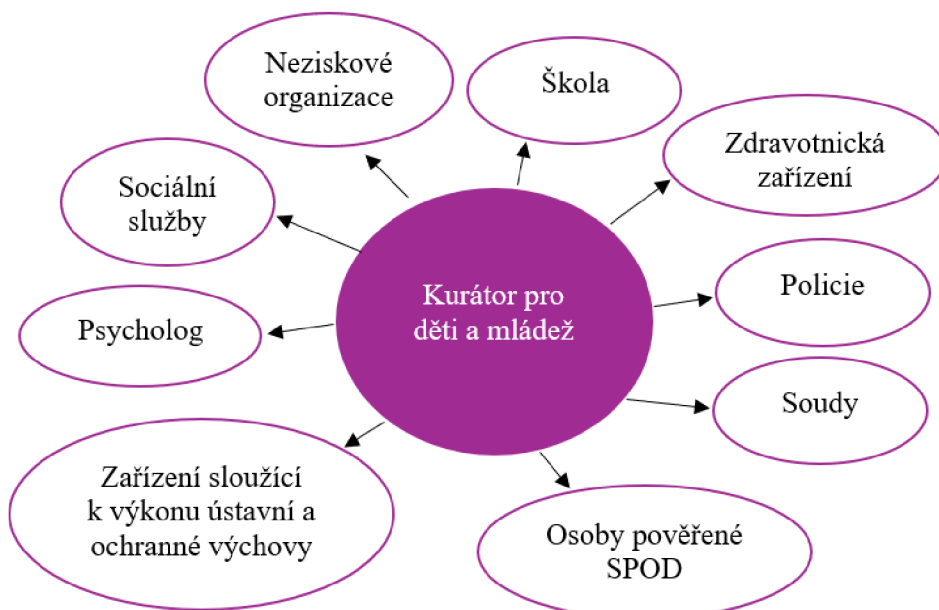 Neziskové
organizace
Škola
Zdravotnická
zařízení
Sociální
služby
Kurátor pro
děti a mládež
Policie
Psycholog
Soudy
Zařízení sloužící
k výkonu ústavní a
ochranné výchovy
Osoby pověřené
SPOD